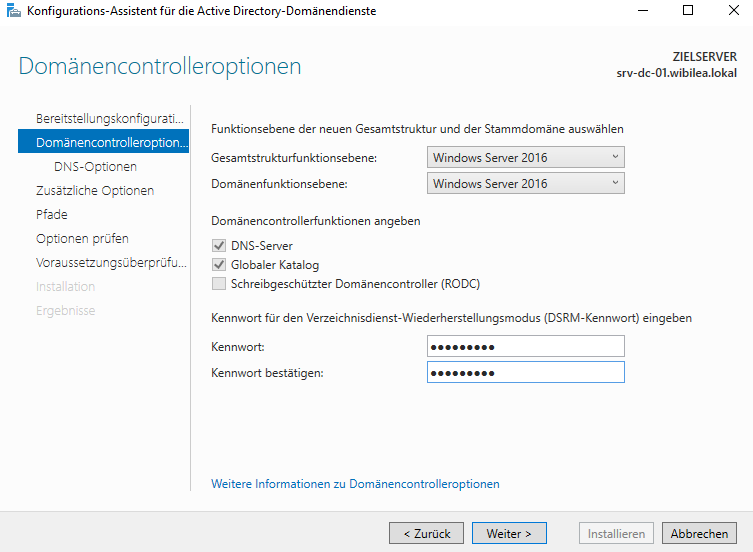 Konfigurations-Assistent für die Active Directory-Domänendienste
Domänencontrolleroptionen
ZIELSERVER
srv-dc-01.wibilea.lokal
Bereitstellungskonfigurati...
Domänencontrolleroption...
DNS-Optionen
Zusätzliche Optionen
Pfade
Optionen prüfen
Voraussetzungsüberprüfu...
Installation
Ergebnisse
Funktionsebene der neuen Gesamtstruktur und der Stammdomäne auswählen
Gesamtstrukturfunktionsebene: Windows Server 2016
Domänenfunktionsebene: Windows Server 2016
Domänencontrollerfunktionen angeben
DNS-Server
Globaler Katalog
Schreibgeschützter Domänencontroller (RODC)
Kennwort für den Verzeichnisdienst-Wiederherstellungsmodus (DSRM-Kennwort) eingeben
Kennwort: •••••••••
Kennwort bestätigen: •••••••••
Weitere Informationen zu Domänencontrolleroptionen
< Zurück Weiter > Installieren Abbrechen